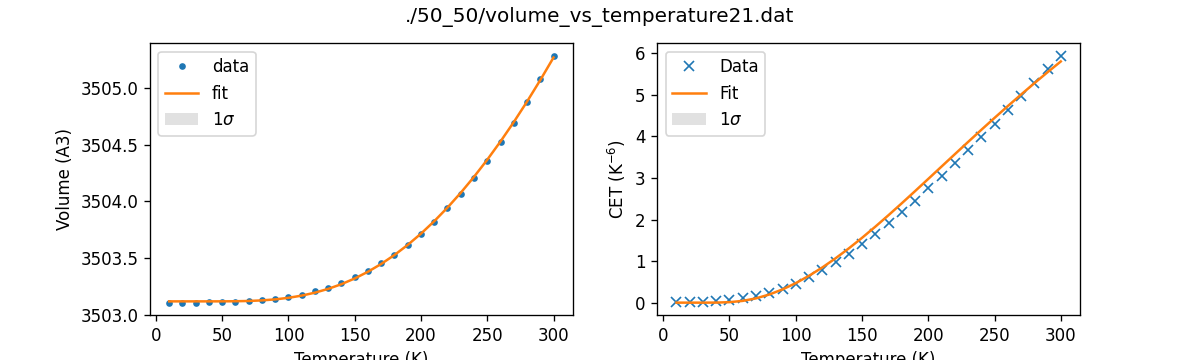 ./50_50/volume_vs_temperature21.dat
data
fit
1σ
Volume (A3)
3505.0
3504.5
3504.0
3503.5
3503.0
0 50 100 150 200 250 300
Temperature (K)
Data
Fit
1σ
CET (K⁻⁶)
6
5
4
3
2
1
0
0 50 100 150 200 250 300
Temperature (K)